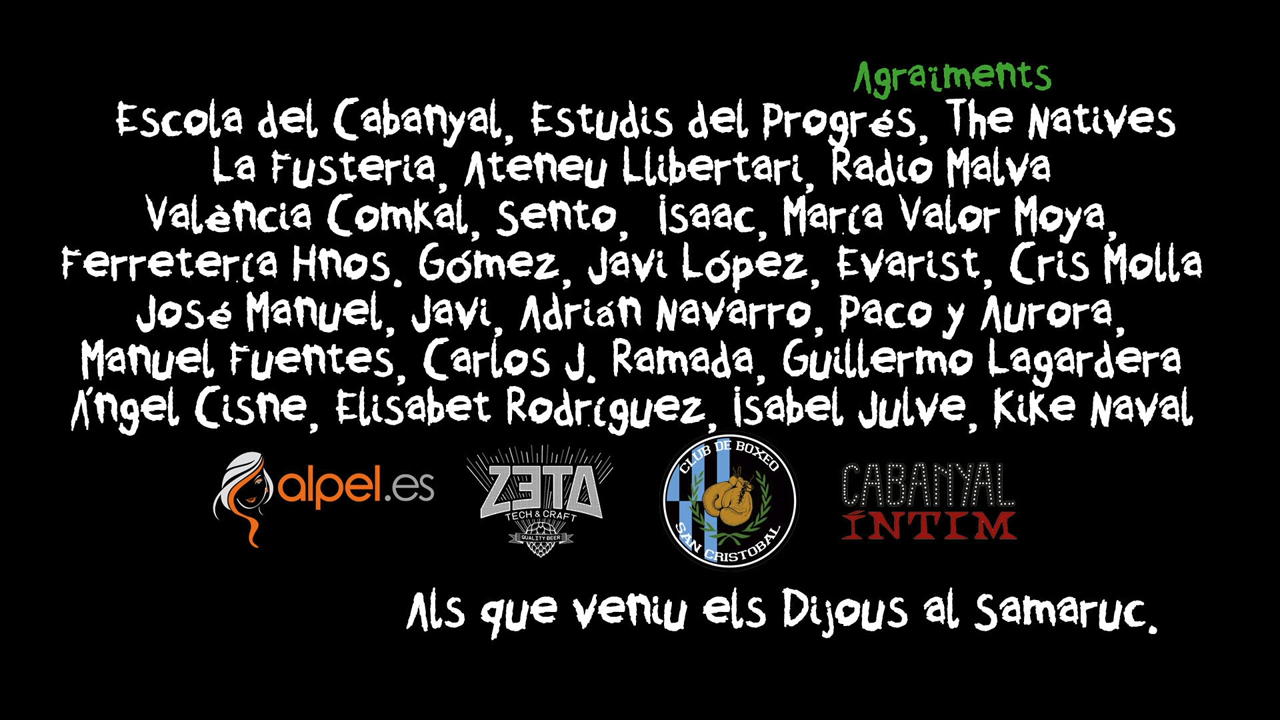 Agraïments
Escola del Cabanyal, Estudis del Progrés, The Natives
La Fusteria, Ateneu Llibertari, Radio Malva
València Comkal, Sento, Isaac, María Valor Moya,
Ferretería Hnos. Gómez, Javi López, Evarist, Cris Molla
José Manuel, Javi, Adrián Navarro, Paco y Aurora,
Manuel Fuentes, Carlos J. Ramada, Guillermo Lagardera
Ángel Cisne, Elisabet Rodríguez, Isabel Julve, Kike Naval
alpel.es
ZETA
TECH & CRAFT
QUALITY BEER
CLUB DE BOXEO
SAN CRISTOBAL
CABANYAL
ÍNTIM
Als que veniu els Dijous al Samaruc.